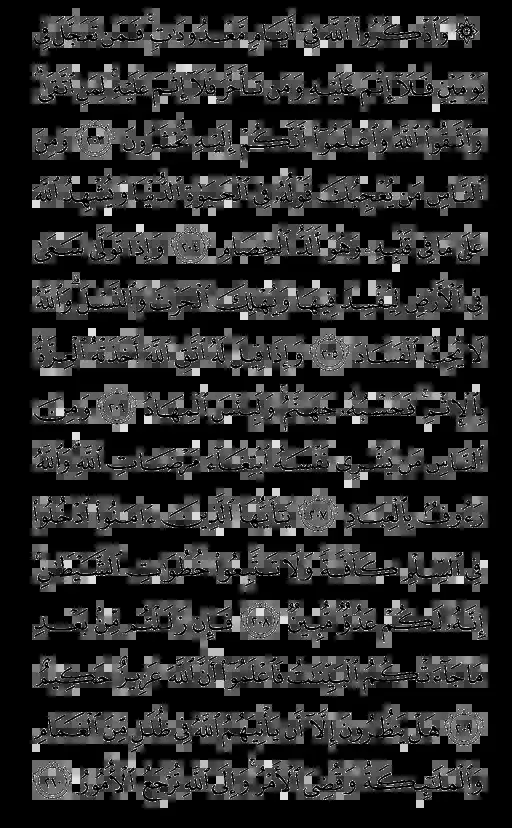 ۞ وَٱذْكُرُوا۟ ٱللَّهَ فِىٓ أَيَّامٍ مَّعْدُودَٰتٍ فَمَن تَعَجَّلَ فِى
يَوْمَيْنِ فَلَآ إِثْمَ عَلَيْهِ وَمَن تَأَخَّرَ فَلَآ إِثْمَ عَلَيْهِ لِمَنِ ٱتَّقَىٰ
وَٱتَّقُوا۟ ٱللَّهَ وَٱعْلَمُوٓا۟ أَنَّكُمْ إِلَيْهِ تُحْشَرُونَ ٢٠٣ وَمِنَ
ٱلنَّاسِ مَن يُعْجِبُكَ قَوْلُهُۥ فِى ٱلْحَيَوٰةِ ٱلدُّنْيَا وَيُشْهِدُ ٱللَّهَ
عَلَىٰ مَا فِى قَلْبِهِۦ وَهُوَ أَلَدُّ ٱلْخِصَامِ ٢٠٤ وَإِذَا تَوَلَّىٰ سَعَىٰ
فِى ٱلْأَرْضِ لِيُفْسِدَ فِيهَا وَيُهْلِكَ ٱلْحَرْثَ وَٱلنَّسْلَ وَٱللَّهُ
لَا يُحِبُّ ٱلْفَسَادَ ٢٠٥ وَإِذَا قِيلَ لَهُ ٱتَّقِ ٱللَّهَ أَخَذَتْهُ ٱلْعِزَّةُ
بِٱلْإِثْمِ فَحَسْبُهُۥ جَهَنَّمُ وَلَبِئْسَ ٱلْمِهَادُ ٢٠٦ وَمِنَ
ٱلنَّاسِ مَن يَشْرِى نَفْسَهُ ٱبْتِغَآءَ مَرْضَاتِ ٱللَّهِ وَٱللَّهُ
رَءُوفٌۢ بِٱلْعِبَادِ ٢٠٧ يَٰٓأَيُّهَا ٱلَّذِينَ ءَامَنُوا۟ ٱدْخُلُوا۟
فِى ٱلسِّلْمِ كَآفَّةً وَلَا تَتَّبِعُوا۟ خُطُوَٰتِ ٱلشَّيْطَٰنِ
إِنَّهُۥ لَكُمْ عَدُوٌّ مُّبِينٌ ٢٠٨ فَإِن زَلَلْتُم مِّنۢ بَعْدِ
مَا جَآءَتْكُمُ ٱلْبَيِّنَٰتُ فَٱعْلَمُوٓا۟ أَنَّ ٱللَّهَ عَزِيزٌ حَكِيمٌ
٢٠٩ هَلْ يَنظُرُونَ إِلَّآ أَن يَأْتِيَهُمُ ٱللَّهُ فِى ظُلَلٍ مِّنَ ٱلْغَمَامِ
وَٱلْمَلَٰٓئِكَةُ وَقُضِىَ ٱلْأَمْرُ وَإِلَى ٱللَّهِ تُرْجَعُ ٱلْأُمُورُ ٢١٠